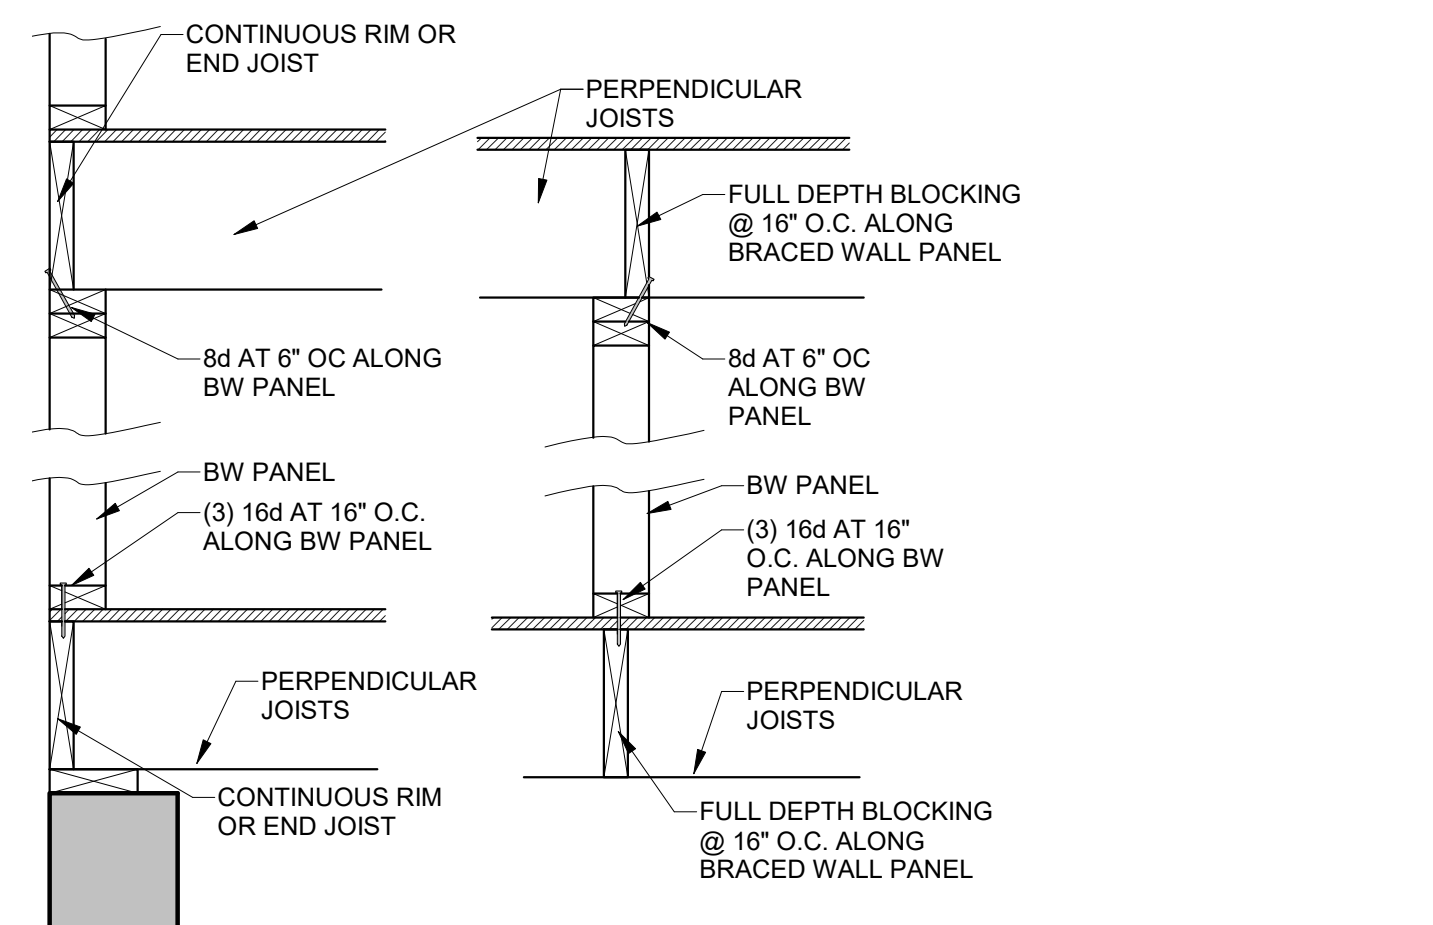 CONTINUOUS RIM OR
END JOIST
PERPENDICULAR
JOISTS
FULL DEPTH BLOCKING
@ 16" O.C. ALONG
BRACED WALL PANEL
8d AT 6" OC ALONG
BW PANEL
8d AT 6" OC
ALONG BW
PANEL
BW PANEL
(3) 16d AT 16" O.C.
ALONG BW PANEL
BW PANEL
(3) 16d AT 16"
O.C. ALONG BW
PANEL
PERPENDICULAR
JOISTS
PERPENDICULAR
JOISTS
CONTINUOUS RIM
OR END JOIST
FULL DEPTH BLOCKING
@ 16" O.C. ALONG
BRACED WALL PANEL